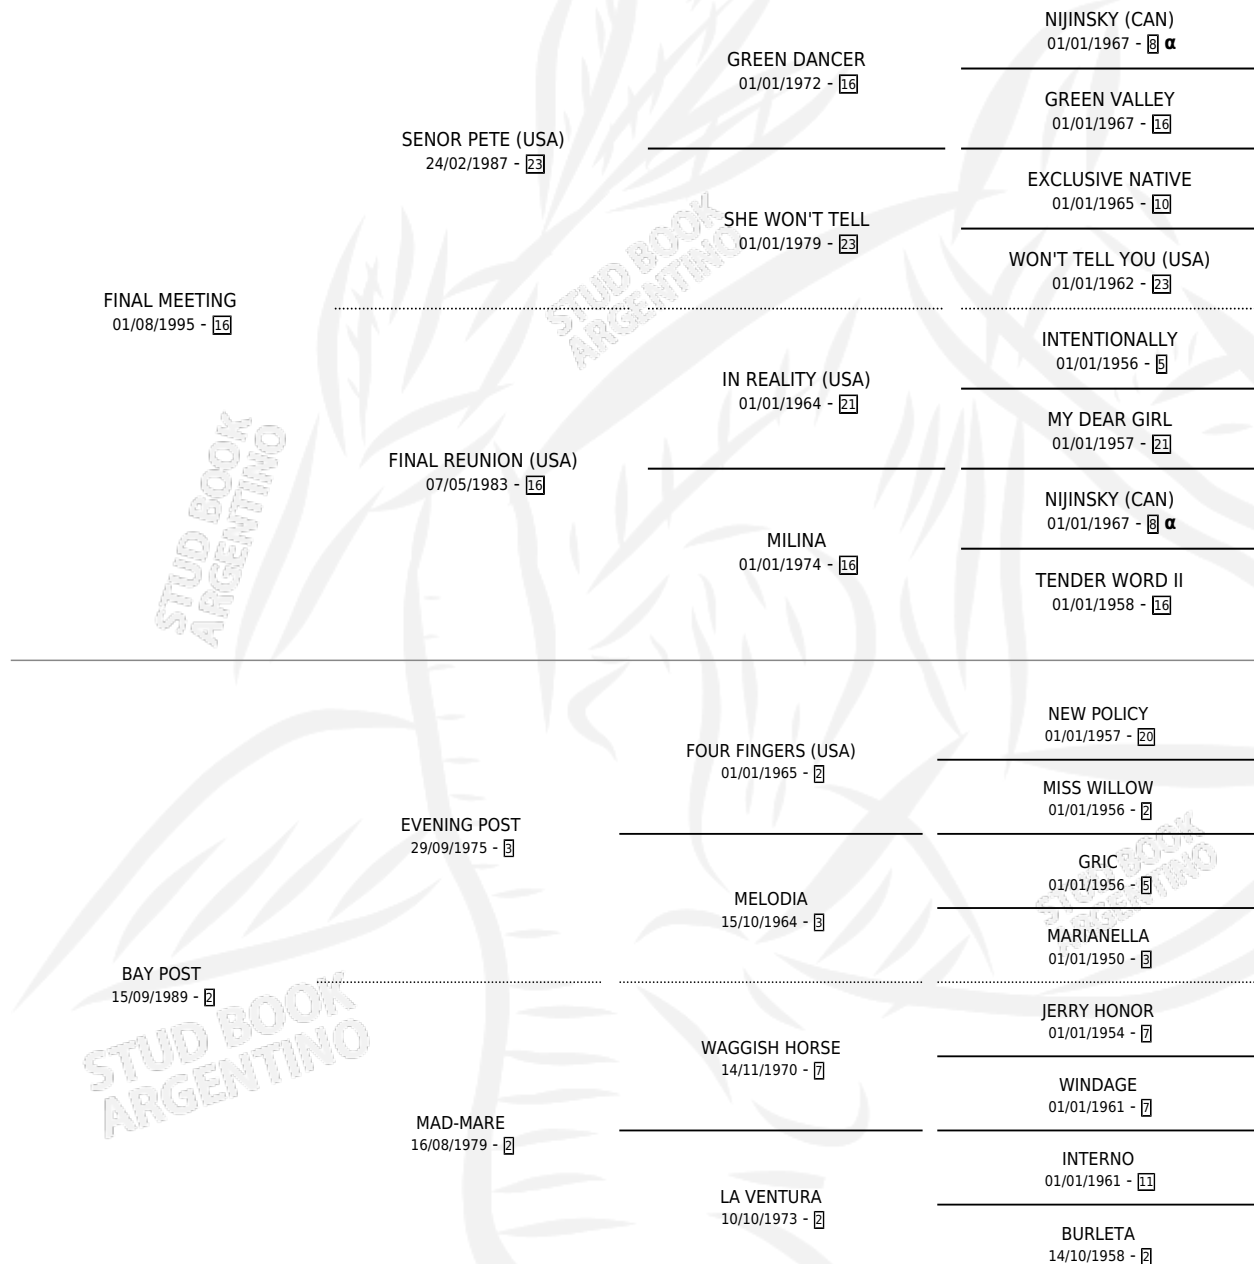 NIJINSKY (CAN)
01/01/1967 - 8 α
GREEN DANCER
01/01/1972 - 16
GREEN VALLEY
01/01/1967 - 16
SENOR PETE (USA)
24/02/1987 - 23
EXCLUSIVE NATIVE
01/01/1965 - 10
SHE WON'T TELL
01/01/1979 - 23
WON'T TELL YOU (USA)
01/01/1962 - 23
FINAL MEETING
01/08/1995 - 16
INTENTIONALLY
01/01/1956 - 5
IN REALITY (USA)
01/01/1964 - 21
MY DEAR GIRL
01/01/1957 - 21
FINAL REUNION (USA)
07/05/1983 - 16
NIJINSKY (CAN)
01/01/1967 - 8 α
MILINA
01/01/1974 - 16
TENDER WORD II
01/01/1958 - 16
NEW POLICY
01/01/1957 - 20
FOUR FINGERS (USA)
01/01/1965 - 2
MISS WILLOW
01/01/1956 - 2
EVENING POST
29/09/1975 - 3
GRIC
01/01/1956 - 5
MELODIA
15/10/1964 - 3
MARIANELLA
01/01/1950 - 3
BAY POST
15/09/1989 - 2
JERRY HONOR
01/01/1954 - 7
WAGGISH HORSE
14/11/1970 - 7
WINDAGE
01/01/1961 - 7
MAD-MARE
16/08/1979 - 2
INTERNO
01/01/1961 - 11
LA VENTURA
10/10/1973 - 2
BURLETA
14/10/1958 - 2
STUD BOOK
ARGENTINO
STUD BOOK
ARGENTINO
STUD BOOK
ARGENTINO
STUD BOOK
ARGENTINO